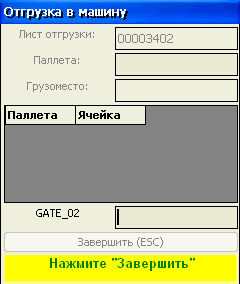 Отгрузка в машину
Лист отгрузки: 00003402
Паллета:
Грузоместо:
Паллета Ячейка
GATE_02
Завершить (ESC)
Нажмите "Завершить"